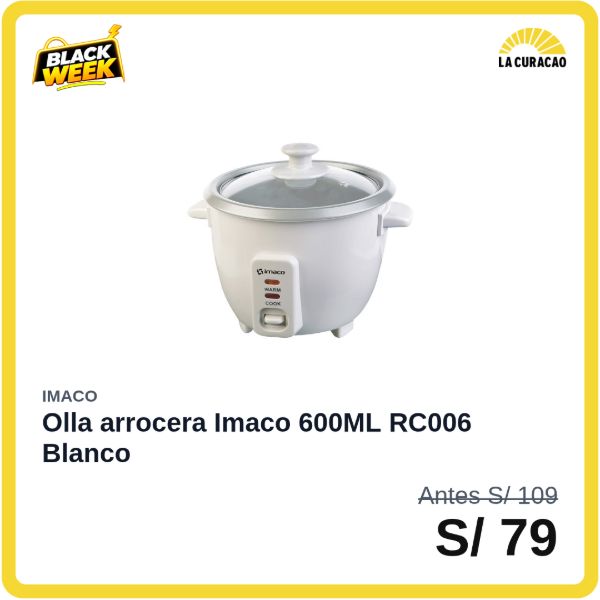 BLACK
WEEK
LA CURACAO
imaco
WARM
COOK
IMACO
Olla arrocera Imaco 600ML RC006
Blanco
Antes S/ 109
S/ 79